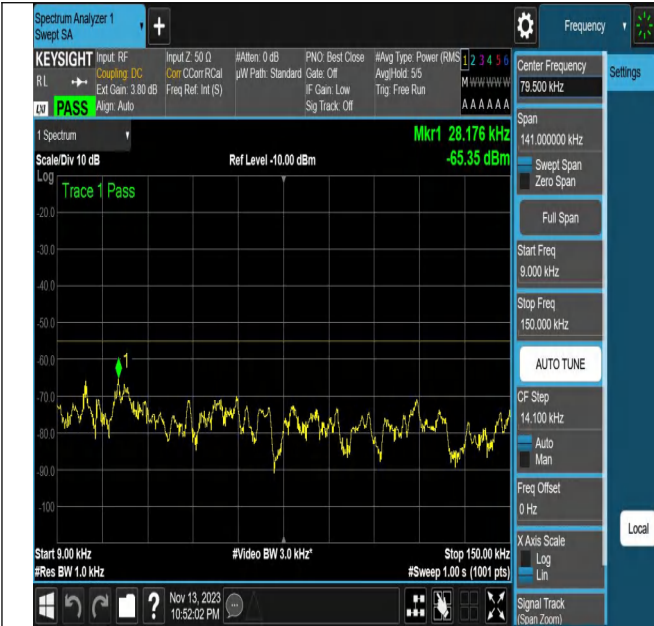 Spectrum Analyzer 1
Swept SA
Frequency
KEYSIGHT
RL
PASS
Input: RF
Coupling: DC
Ext Gain: 3.80 dB
Align: Auto
Input Z: 50 Ω
Corr CCorr RCal
Freq Ref: Int (S)
#Atten: 0 dB
µW Path: Standard
PNO: Best Close
Gate: Off
IF Gain: Low
Sig Track: Off
#Avg Type: Power (RMS
Avg|Hold: 5/5
Trig: Free Run
1 2 3 4 5 6
M W W W W W
A A A A A A
1 Spectrum
Scale/Div 10 dB
Ref Level -10.00 dBm
Mkr1 28.176 kHz
-65.35 dBm
Log
Trace 1 Pass
-20.0
-30.0
-40.0
-50.0
-60.0
-70.0
-80.0
-90.0
-100
1
Start 9.00 kHz
#Res BW 1.0 kHz
#Video BW 3.0 kHz*
Stop 150.00 kHz
#Sweep 1.00 s (1001 pts)
Nov 13, 2023
10:52:02 PM
Center Frequency
79.500 kHz
Settings
Span
141.000000 kHz
Swept Span
Zero Span
Full Span
Start Freq
9.000 kHz
Stop Freq
150.000 kHz
AUTO TUNE
CF Step
14.100 kHz
Auto
Man
Freq Offset
0 Hz
Local
X Axis Scale
Log
Lin
Signal Track
(Span Zoom)